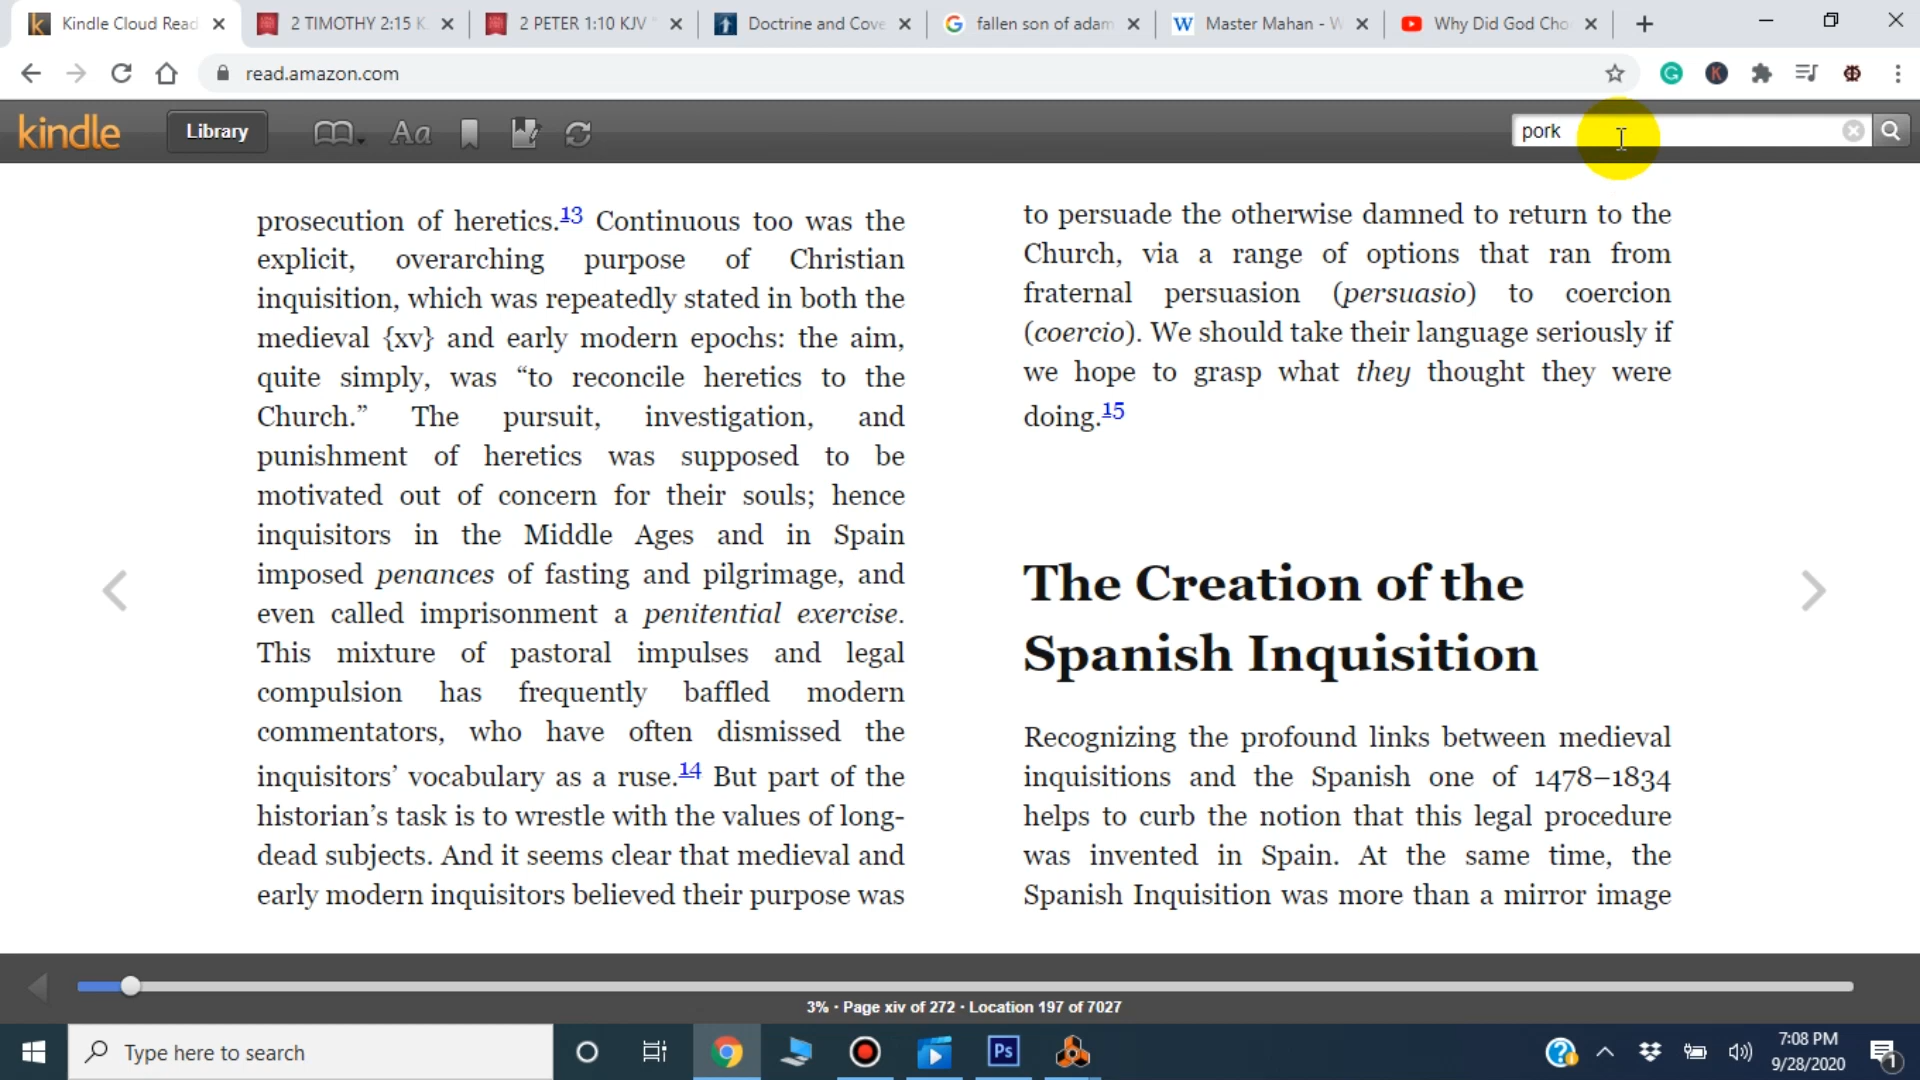 Kindle Cloud Read
2 TIMOTHY 2:15 K
2 PETER 1:10 KJV
Doctrine and Cove
fallen son of adam
Master Mahan - W
Why Did God Cho
read.amazon.com
kindle
Library
Aa
pork
prosecution of heretics.13 Continuous too was the
explicit, overarching purpose of Christian
inquisition, which was repeatedly stated in both the
medieval {xv} and early modern epochs: the aim,
quite simply, was “to reconcile heretics to the
Church.” The pursuit, investigation, and
punishment of heretics was supposed to be
motivated out of concern for their souls; hence
inquisitors in the Middle Ages and in Spain
imposed penances of fasting and pilgrimage, and
even called imprisonment a penitential exercise.
This mixture of pastoral impulses and legal
compulsion has frequently baffled modern
commentators, who have often dismissed the
inquisitors’ vocabulary as a ruse.14 But part of the
historian’s task is to wrestle with the values of long-
dead subjects. And it seems clear that medieval and
early modern inquisitors believed their purpose was
to persuade the otherwise damned to return to the
Church, via a range of options that ran from
fraternal persuasion (persuasio) to coercion
(coercio). We should take their language seriously if
we hope to grasp what they thought they were
doing.15
The Creation of the
Spanish Inquisition
Recognizing the profound links between medieval
inquisitions and the Spanish one of 1478–1834
helps to curb the notion that this legal procedure
was invented in Spain. At the same time, the
Spanish Inquisition was more than a mirror image
3% · Page xiv of 272 · Location 197 of 7027
Type here to search
Ps
7:08 PM
9/28/2020
1